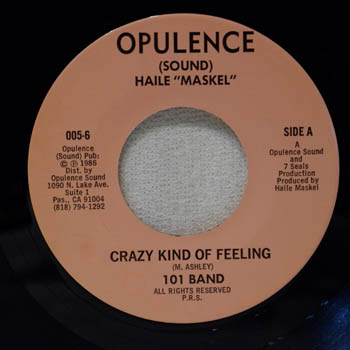 OPULENCE
(SOUND)
HAILE "MASKEL"
005-6
SIDE A
Opulence
(Sound) Pub:
© ℗ 1986
Dist. by
Opulence Sound
1090 N. Lake Ave.
Suite 1
Pas., CA 91004
(818) 794-1292
A
Opulence Sound
and
7 Seals
Production
Produced by
Haile Maskel
CRAZY KIND OF FEELING
(M. ASHLEY)
101 BAND
ALL RIGHTS RESERVED
P.R.S.